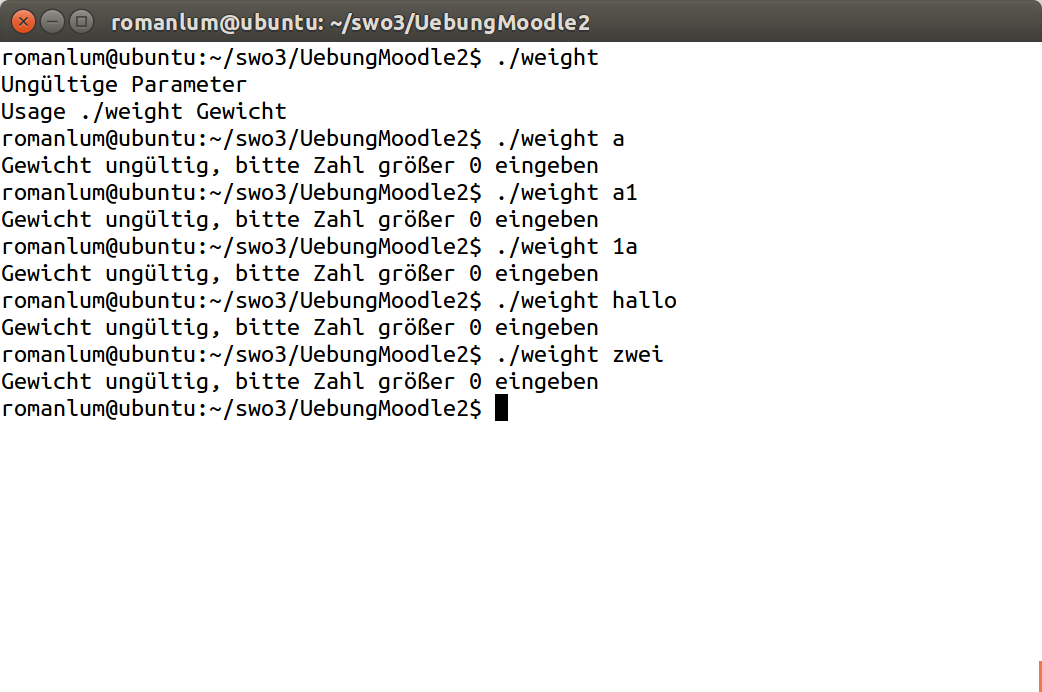 romanlum@ubuntu: ~/swo3/UebungMoodle2
romanlum@ubuntu:~/swo3/UebungMoodle2$ ./weight
Ungültige Parameter
Usage ./weight Gewicht
romanlum@ubuntu:~/swo3/UebungMoodle2$ ./weight a
Gewicht ungültig, bitte Zahl größer 0 eingeben
romanlum@ubuntu:~/swo3/UebungMoodle2$ ./weight a1
Gewicht ungültig, bitte Zahl größer 0 eingeben
romanlum@ubuntu:~/swo3/UebungMoodle2$ ./weight 1a
Gewicht ungültig, bitte Zahl größer 0 eingeben
romanlum@ubuntu:~/swo3/UebungMoodle2$ ./weight hallo
Gewicht ungültig, bitte Zahl größer 0 eingeben
romanlum@ubuntu:~/swo3/UebungMoodle2$ ./weight zwei
Gewicht ungültig, bitte Zahl größer 0 eingeben
romanlum@ubuntu:~/swo3/UebungMoodle2$